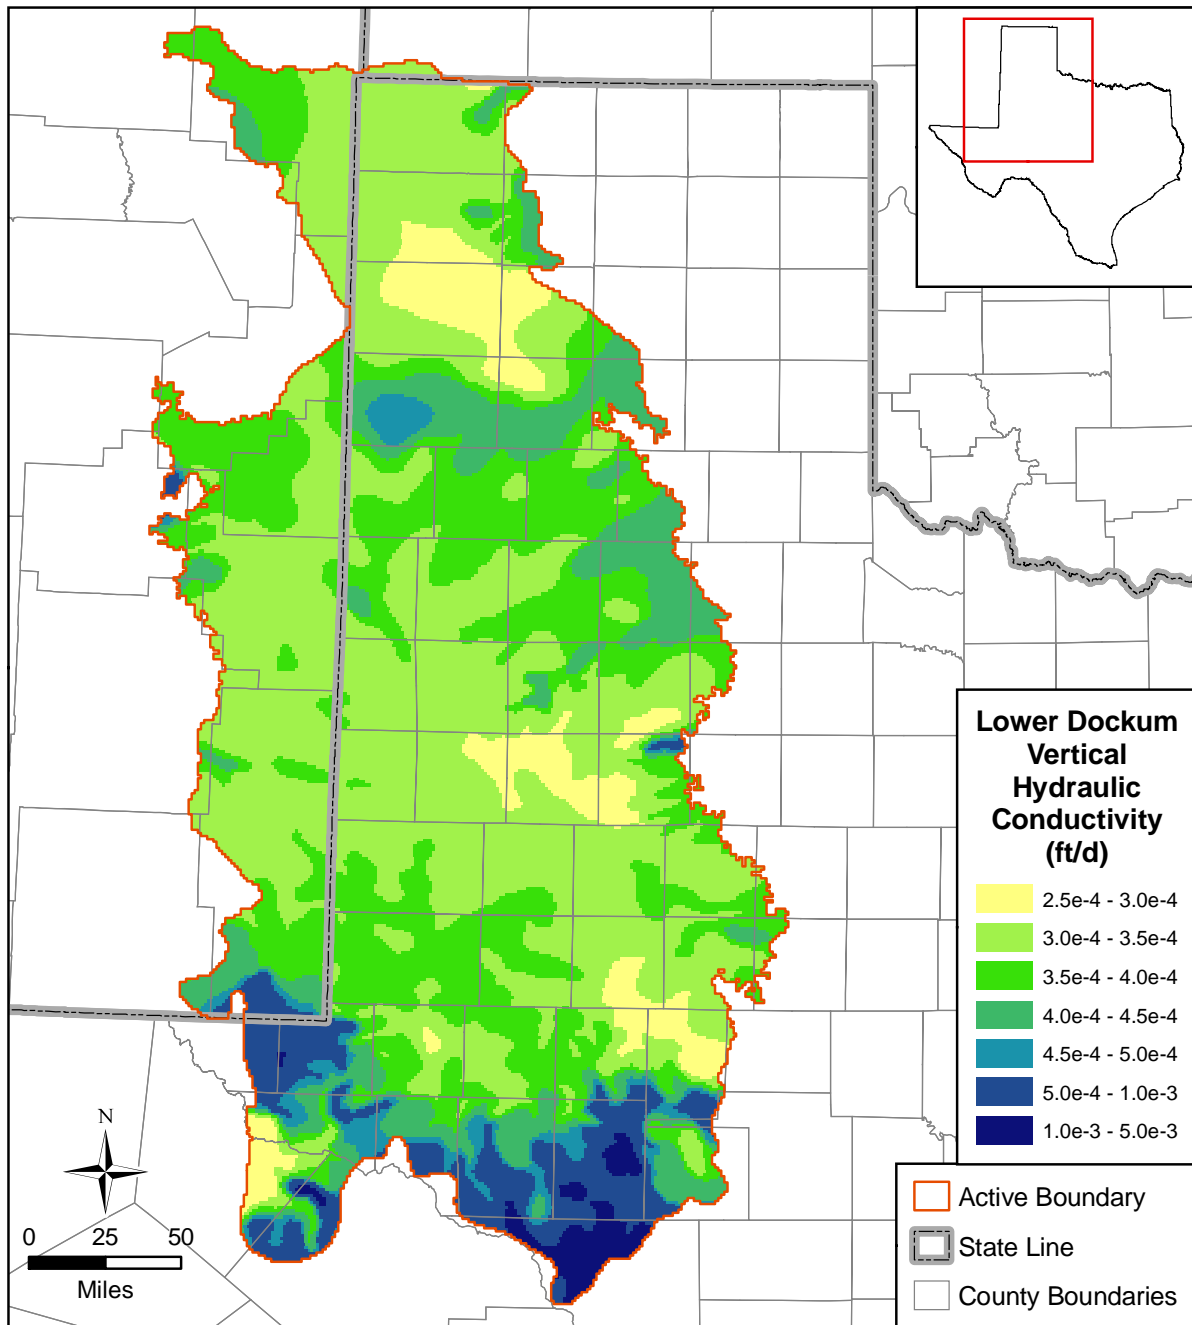 Lower Dockum
Vertical
Hydraulic
Conductivity
(ft/d)
2.5e-4 - 3.0e-4
3.0e-4 - 3.5e-4
3.5e-4 - 4.0e-4
4.0e-4 - 4.5e-4
4.5e-4 - 5.0e-4
5.0e-4 - 1.0e-3
1.0e-3 - 5.0e-3
Active Boundary
State Line
County Boundaries
N
0 25 50
Miles